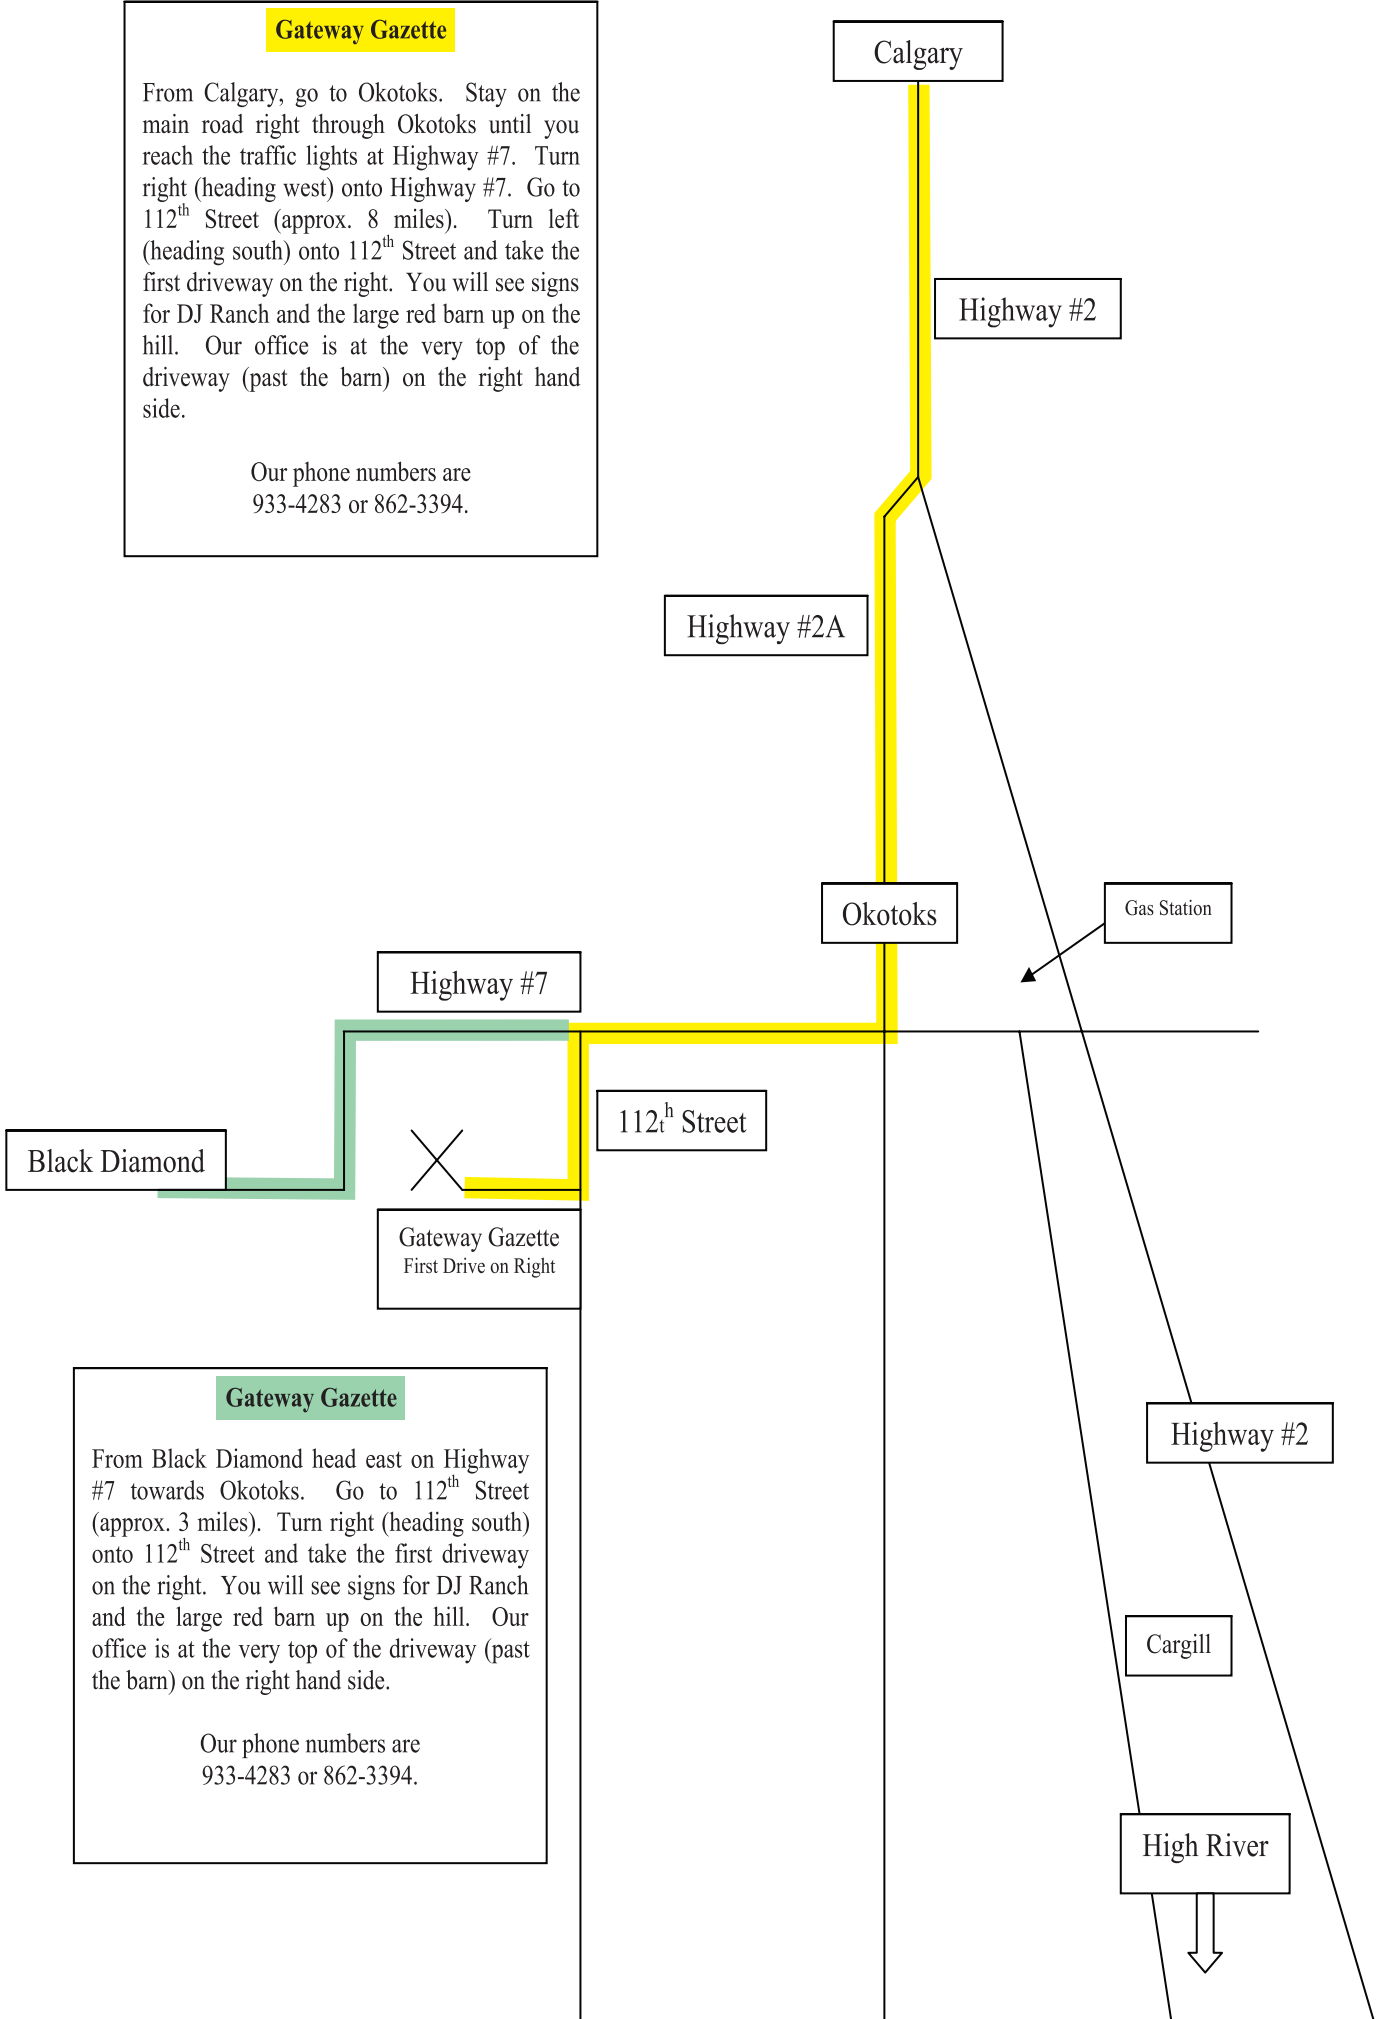 Gateway Gazette
From Calgary, go to Okotoks. Stay on the
main road right through Okotoks until you
reach the traffic lights at Highway #7. Turn
right (heading west) onto Highway #7. Go to
112th Street (approx. 8 miles). Turn left
(heading south) onto 112th Street and take the
first driveway on the right. You will see signs
for DJ Ranch and the large red barn up on the
hill. Our office is at the very top of the
driveway (past the barn) on the right hand
side.
Our phone numbers are
933-4283 or 862-3394.
Calgary
Highway #2
Highway #2A
Okotoks
Gas Station
Highway #7
112th Street
Black Diamond
Gateway Gazette
First Drive on Right
Gateway Gazette
From Black Diamond head east on Highway
#7 towards Okotoks. Go to 112th Street
(approx. 3 miles). Turn right (heading south)
onto 112th Street and take the first driveway
on the right. You will see signs for DJ Ranch
and the large red barn up on the hill. Our
office is at the very top of the driveway (past
the barn) on the right hand side.
Our phone numbers are
933-4283 or 862-3394.
Highway #2
Cargill
High River